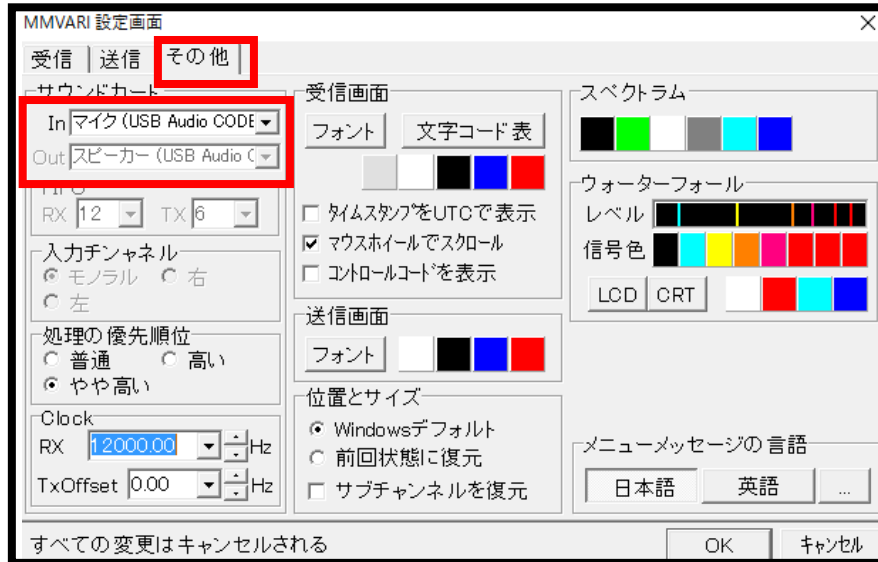 MMVARI 設定画面
受信 送信 その他
サウンドカート
In マイク (USB Audio CODE
Out スピーカー (USB Audio C
FIFO
RX 12 TX 6
入力チャネル
モノラル 右
左
処理の優先順位
普通 高い
やや高い
Clock
RX 12000.00 Hz
TxOffset 0.00 Hz
受信画面
フォント 文字コード表
タイムスタンプをUTCで表示
マウスホイールでスクロール
コントロールコードを表示
送信画面
フォント
位置とサイズ
Windowsデフォルト
前回状態に復元
サブチャンネルを復元
スペクトラム
ウォーターフォール
レベル
信号色
LCD CRT
メニューメッセージの言語
日本語 英語 ...
すべての変更はキャンセルされる
OK キャンセル